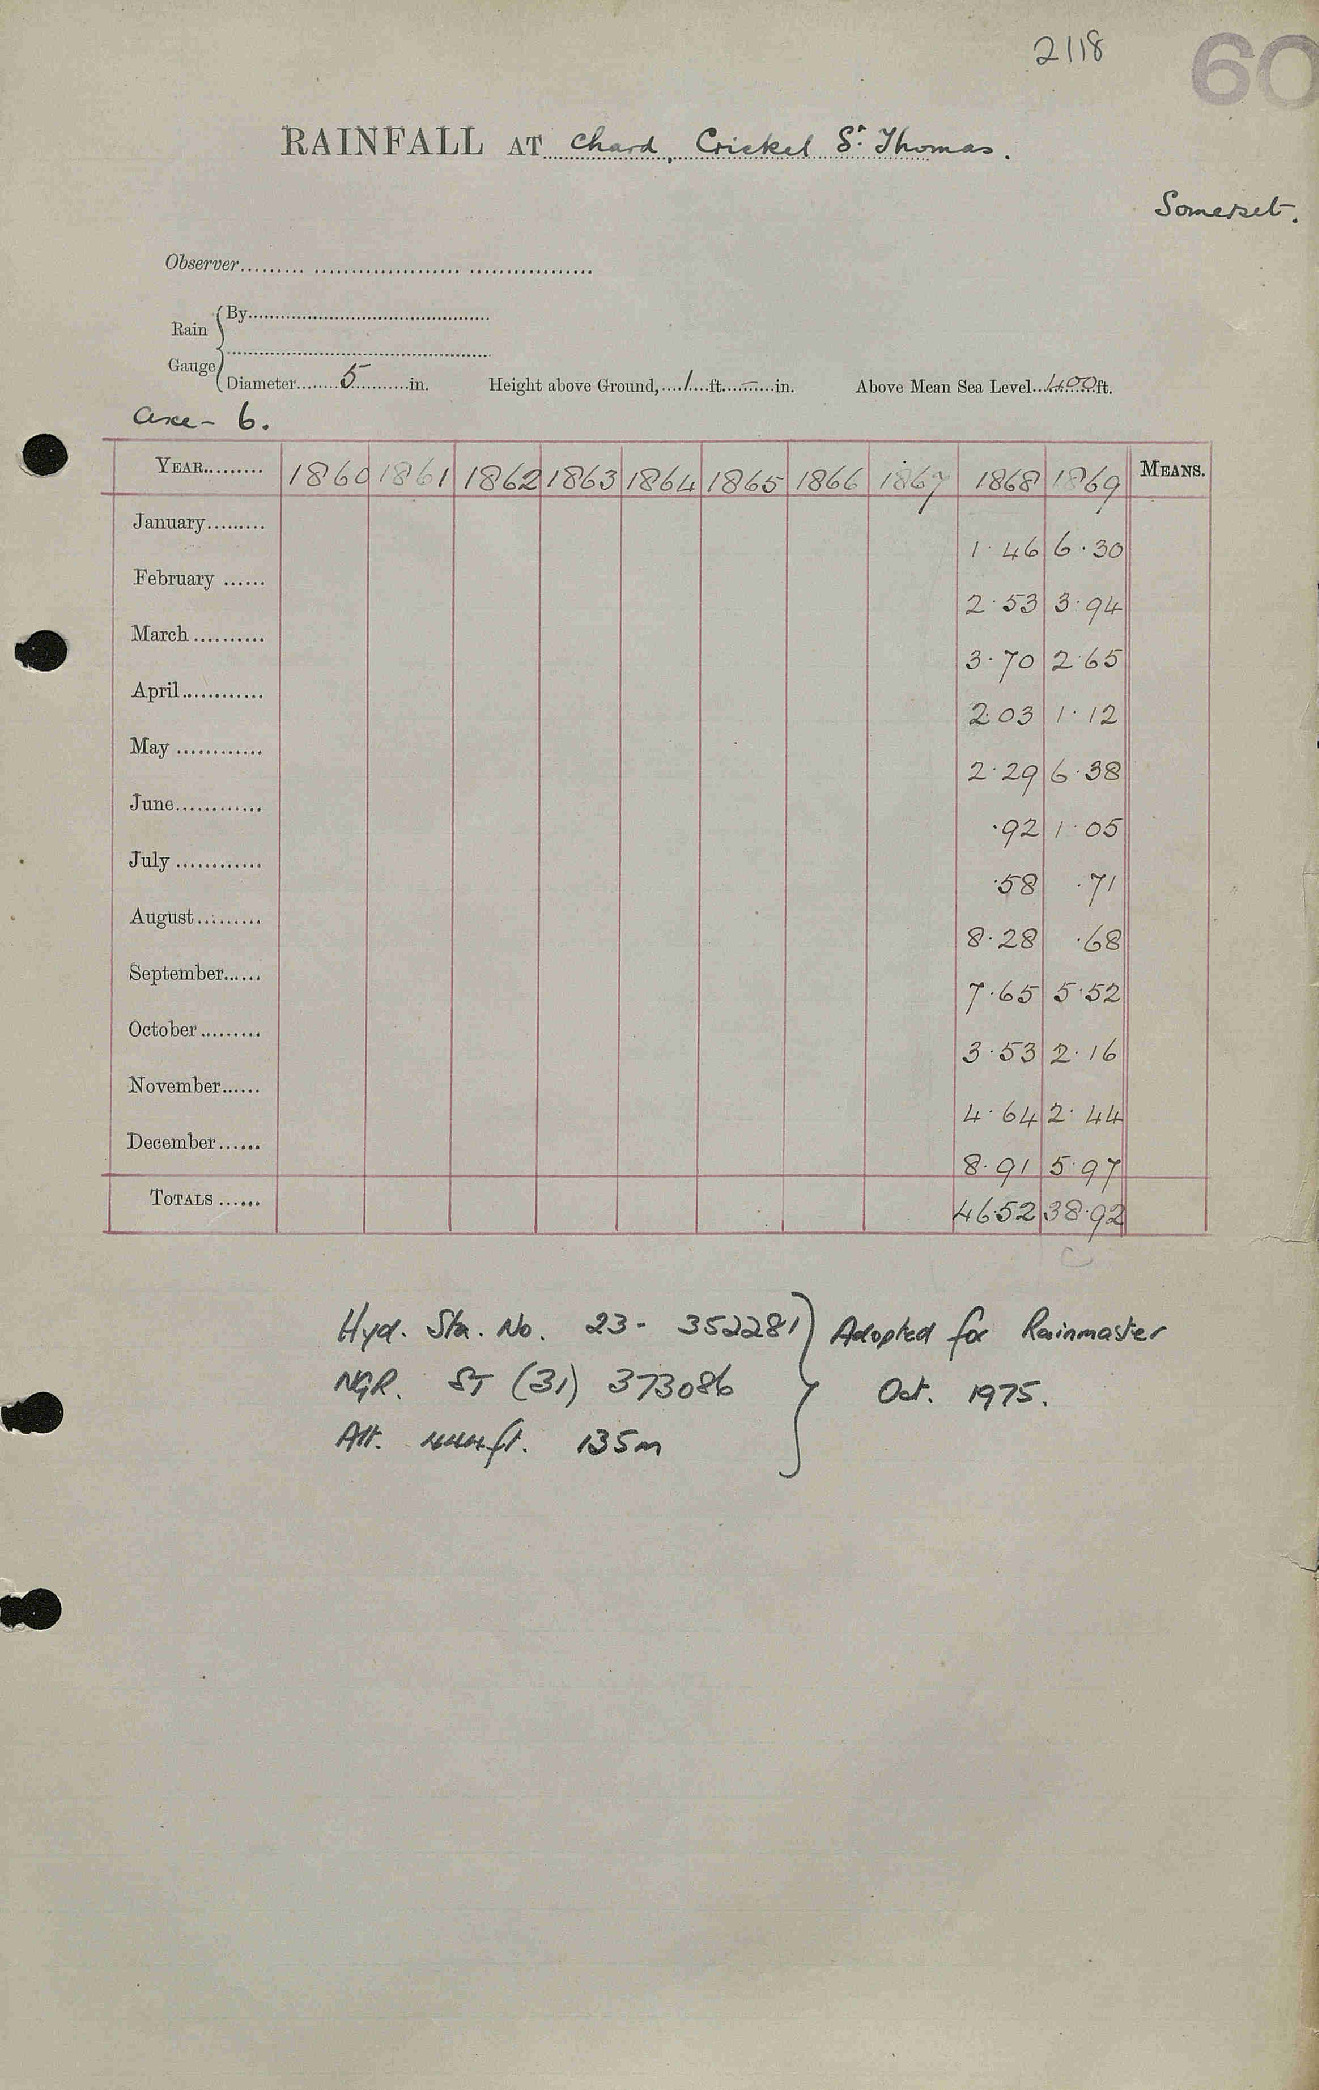 2118
60
RAINFALL AT Chard, Cricket St. Thomas.
Somerset.
Observer
Rain Gauge
By
Diameter 5 in. Height above Ground, 1 ft. - in. Above Mean Sea Level 400 ft.
Axe - 6.
YEAR 1860 1861 1862 1863 1864 1865 1866 1867 1868 1869 MEANS.
January 1.46 6.30
February 2.53 3.94
March 3.70 2.65
April 2.03 1.12
May 2.29 6.38
June .92 1.05
July .58 .71
August 8.28 .68
September 7.65 5.52
October 3.53 2.16
November 4.64 2.44
December 8.91 5.97
TOTALS 46.52 38.92
Hyd. Sta. No. 23 - 352281 Adopted for Rainmaster
NGR. ST (31) 373086 Oct. 1975.
Alt. 444ft. 135m